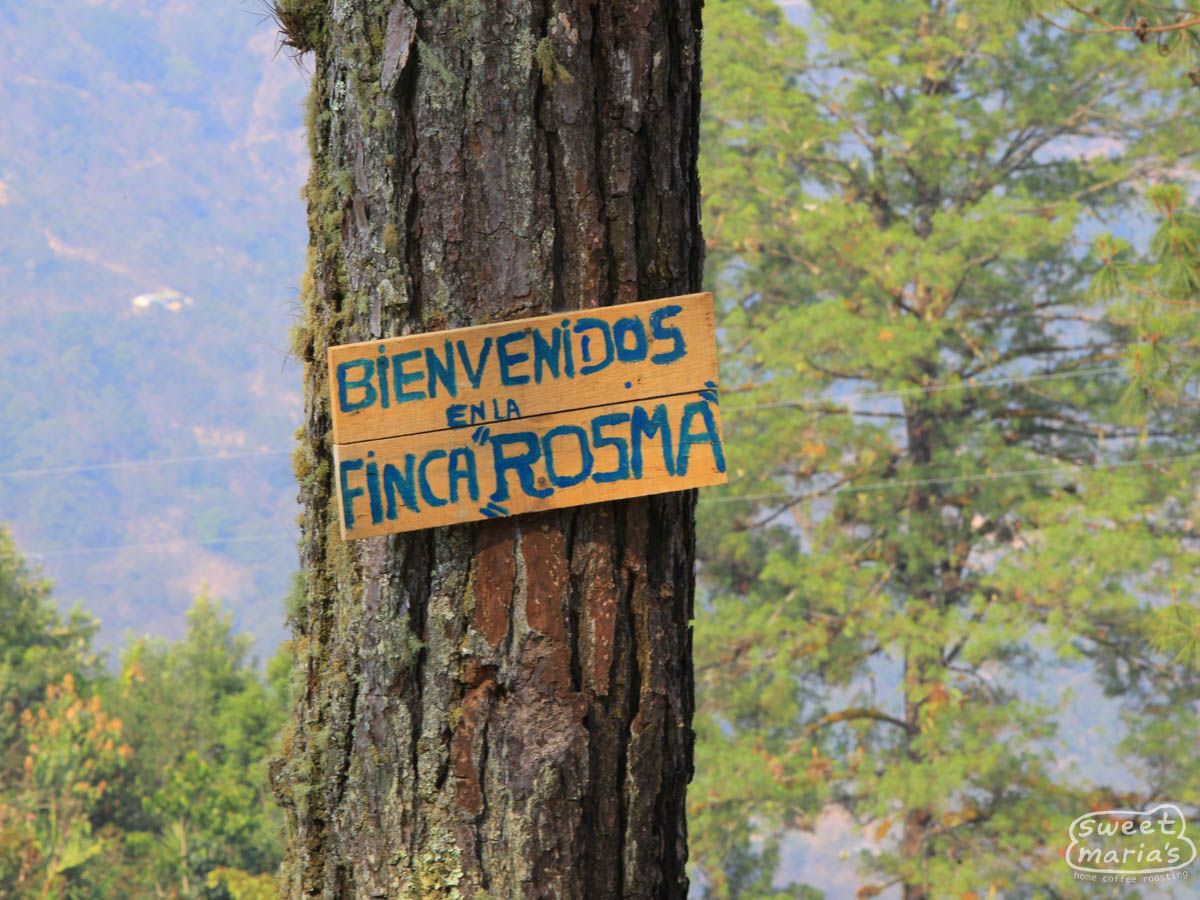 BIENVENIDOS
EN LA
FINCA "ROSMA"
sweet
maria's
home coffee roasting